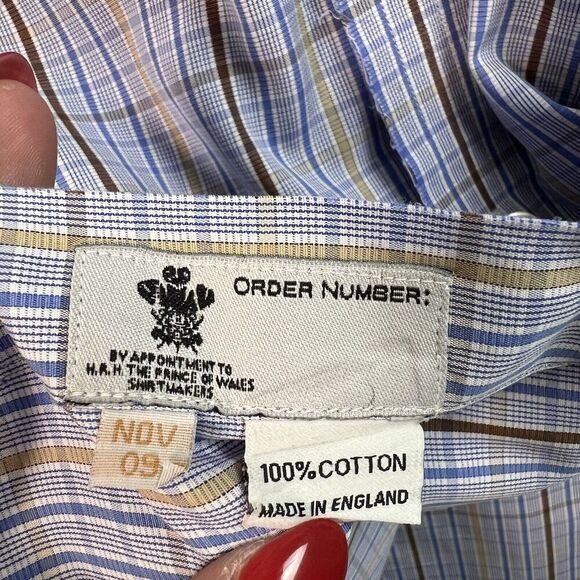 ORDER NUMBER:
BY APPOINTMENT TO
H.R.H. THE PRINCE OF WALES
SHIRTMAKERS
NOV
09
100% COTTON
MADE IN ENGLAND